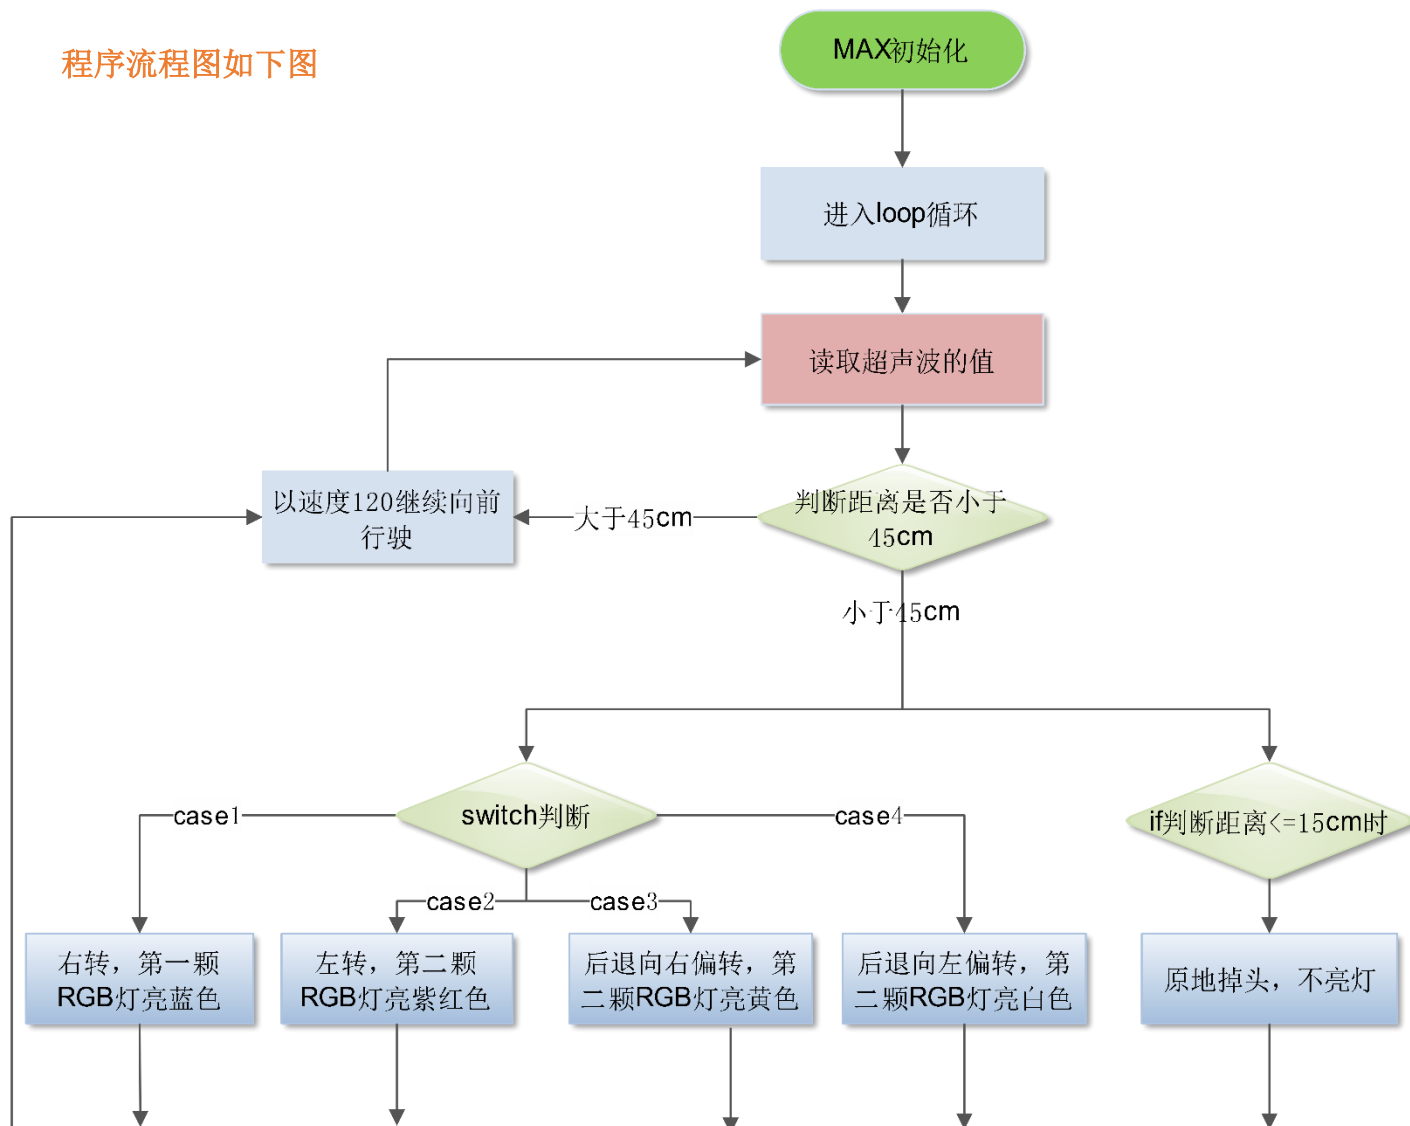 程序流程图如下图
MAX初始化
进入loop循环
读取超声波的值
以速度120继续向前
行驶
大于45cm
判断距离是否小于
45cm
小于45cm
switch判断
if判断距离<=15cm时
case1
case4
case2
case3
右转，第一颗
RGB灯亮蓝色
左转，第二颗
RGB灯亮紫红色
后退向右偏转，第
二颗RGB灯亮黄色
后退向左偏转，第
二颗RGB灯亮白色
原地掉头，不亮灯